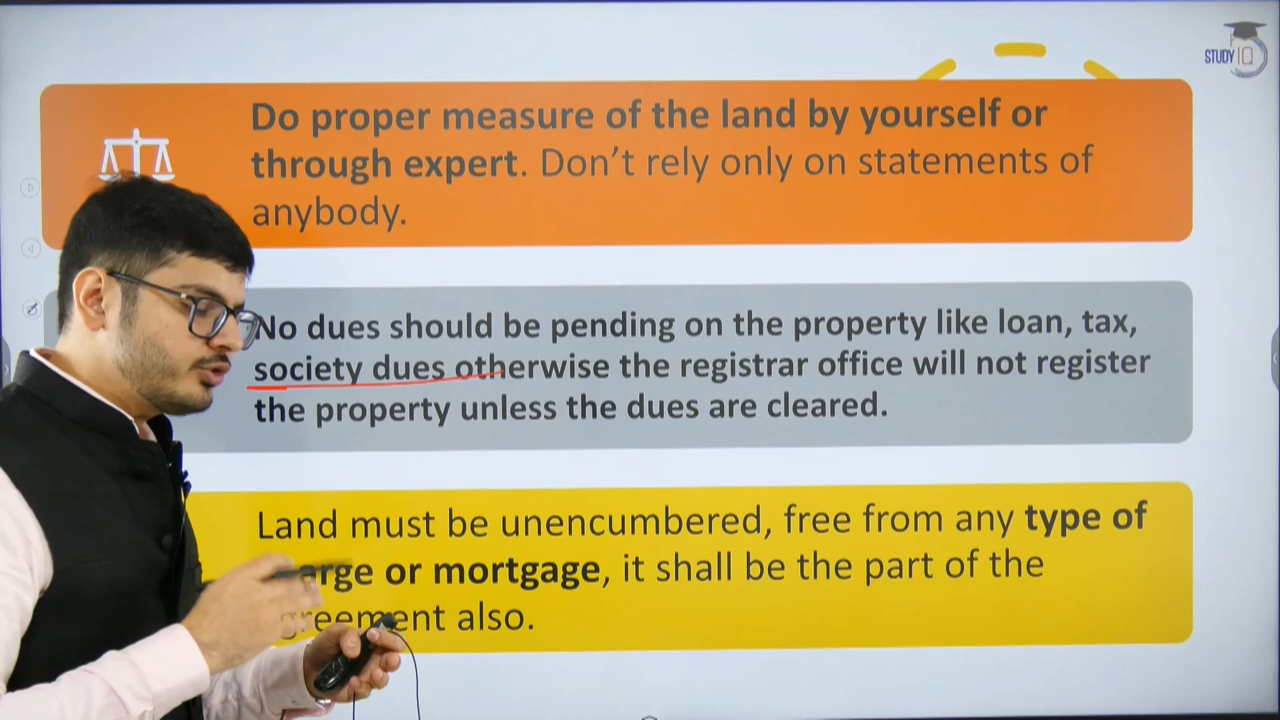 STUDY IQ
Do proper measure of the land by yourself or
through expert. Don't rely only on statements of
anybody.
No dues should be pending on the property like loan, tax,
society dues otherwise the registrar office will not register
the property unless the dues are cleared.
Land must be unencumbered, free from any type of
or mortgage, it shall be the part of the
also.